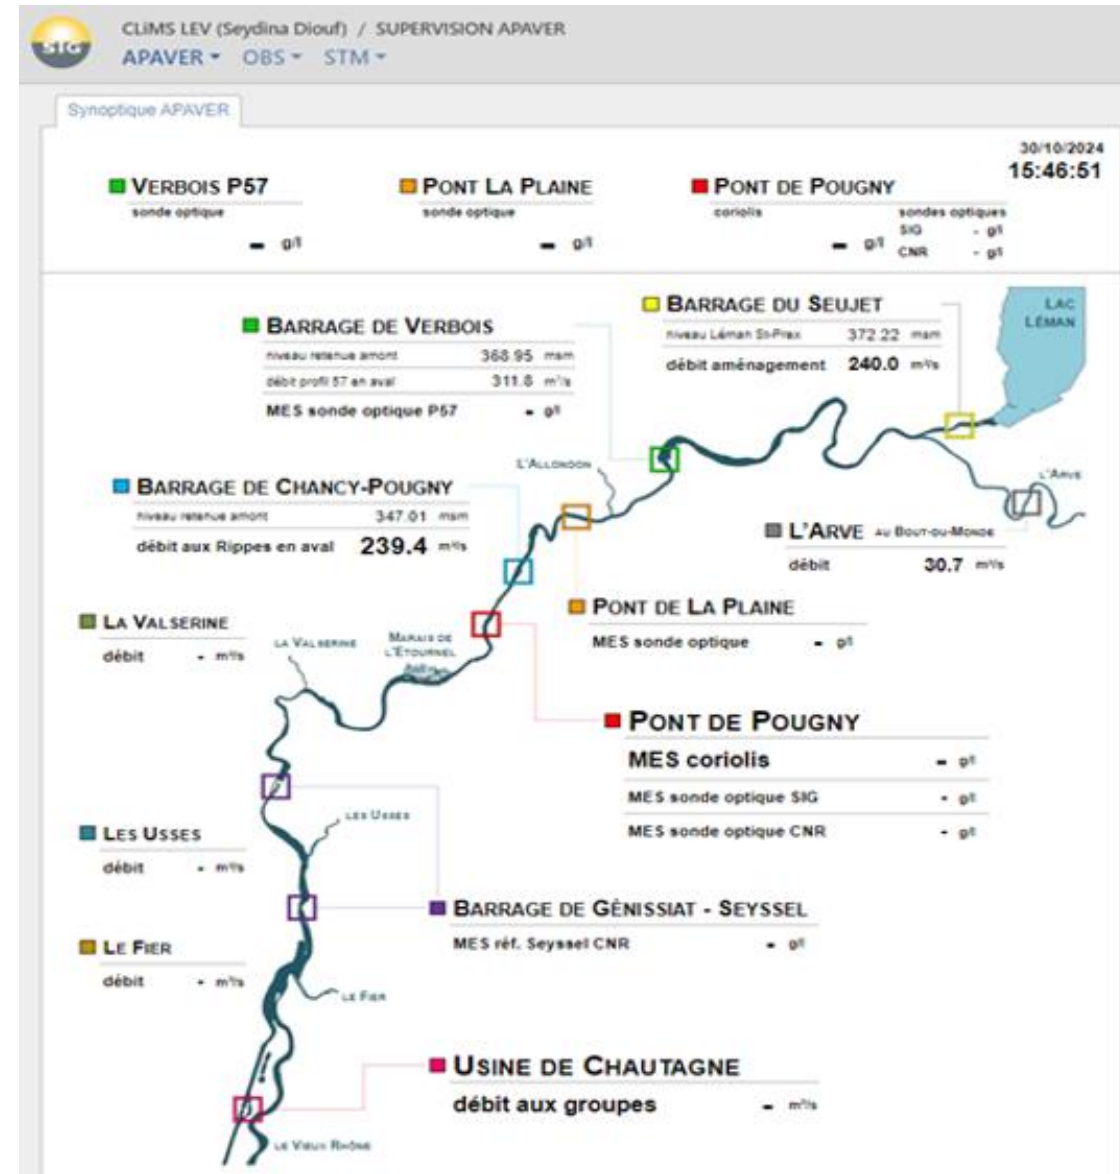 SIG
CLiMS LEV (Seydina Diouf) / SUPERVISION APAVER
APAVER OBS STM
Synoptique APAVER
30/10/2024
15:46:51
VERBOIS P57
sonde optique
- g/l
PONT LA PLAINE
sonde optique
- g/l
PONT DE POUGNY
coriolis
- g/l
sondes optiques
SIG - g/l
CNR - g/l
BARRAGE DE VERBOIS
niveau retenue amont 368.95 msm
débit profil 57 en aval 311.8 m³/s
MES sonde optique P57 - g/l
BARRAGE DU SEUJET
niveau Léman St-Prex 372.22 msm
débit aménagement 240.0 m³/s
LAC
LÉMAN
L'ALLONDON
L'ARVE
BARRAGE DE CHANCY-POUGNY
niveau retenue amont 347.01 msm
débit aux Rippes en aval 239.4 m³/s
L'ARVE AU BOUT-DU-MONDE
débit 30.7 m³/s
PONT DE LA PLAINE
MES sonde optique - g/l
LA VALSERINE
débit - m³/s
LA VALSERINE
MARAIS DE
L'ÉTOURNEL
PONT DE POUGNY
MES coriolis - g/l
MES sonde optique SIG - g/l
MES sonde optique CNR - g/l
LES USSES
débit - m³/s
LES USSES
BARRAGE DE GÉNISSIAT - SEYSSEL
MES réf. Seyssel CNR - g/l
LE FIER
débit - m³/s
LE FIER
USINE DE CHAUTAGNE
débit aux groupes - m³/s
LE VIEUX RHÔNE